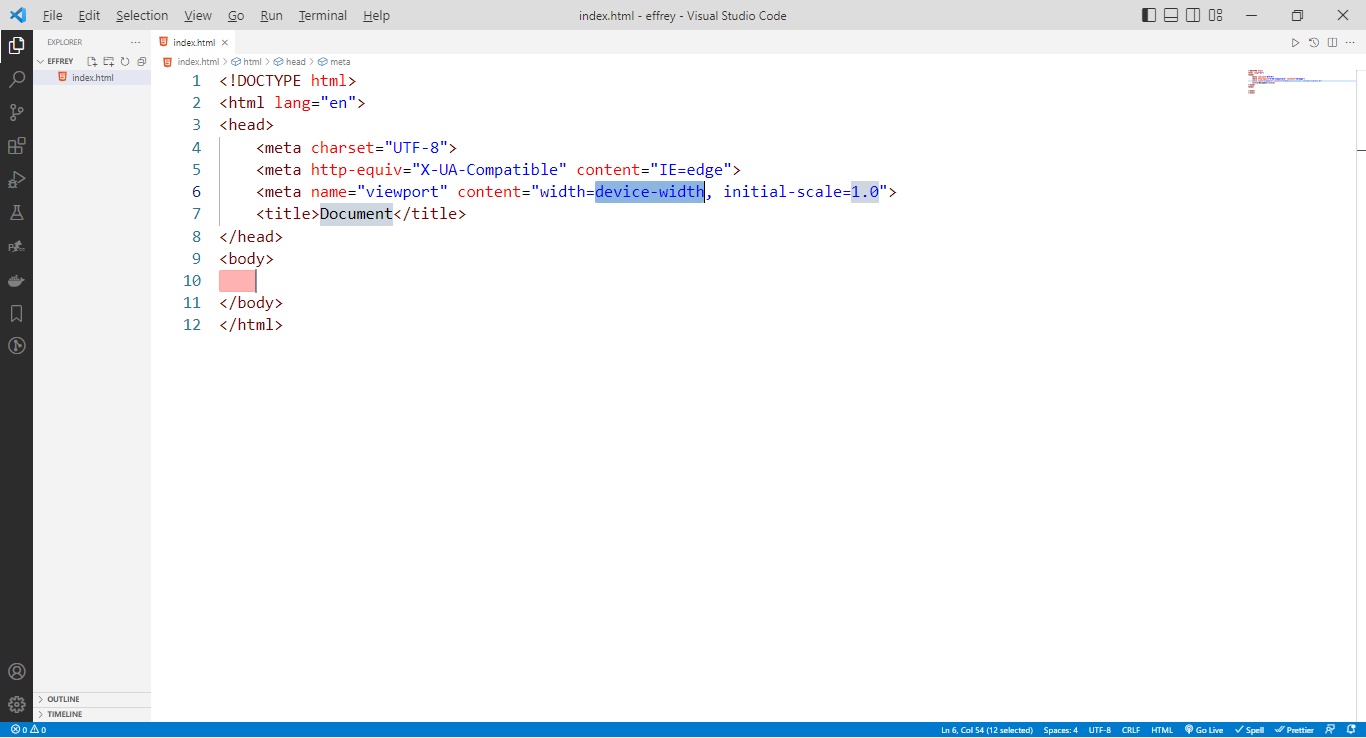 File Edit Selection View Go Run Terminal Help index.html - effrey - Visual Studio Code
EXPLORER
EFFREY
index.html
OUTLINE
TIMELINE
index.html
index.html > html > head > meta
1 <!DOCTYPE html>
2 <html lang="en">
3 <head>
4     <meta charset="UTF-8">
5     <meta http-equiv="X-UA-Compatible" content="IE=edge">
6     <meta name="viewport" content="width=device-width, initial-scale=1.0">
7     <title>Document</title>
8 </head>
9 <body>
10
11 </body>
12 </html>
0 0 Ln 6, Col 54 (12 selected) Spaces: 4 UTF-8 CRLF HTML Go Live Spell Prettier